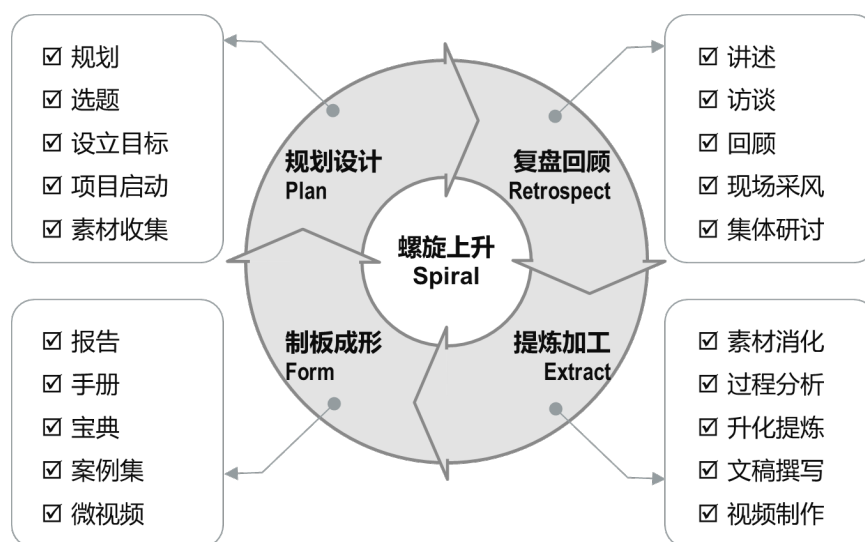 ☑ 规划
☑ 选题
☑ 设立目标
☑ 项目启动
☑ 素材收集
☑ 讲述
☑ 访谈
☑ 回顾
☑ 现场采风
☑ 集体研讨
规划设计
Plan
复盘回顾
Retrospect
螺旋上升
Spiral
制板成形
Form
提炼加工
Extract
☑ 报告
☑ 手册
☑ 宝典
☑ 案例集
☑ 微视频
☑ 素材消化
☑ 过程分析
☑ 升化提炼
☑ 文稿撰写
☑ 视频制作